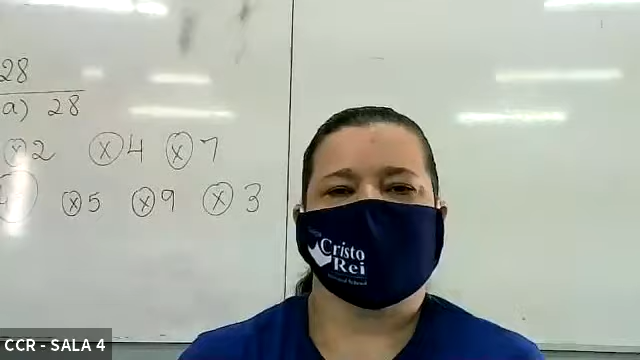 28
a) 28
x 2 x 4 x 7
x 5 x 9 x 3
Cristo
Rei
CCR - SALA 4